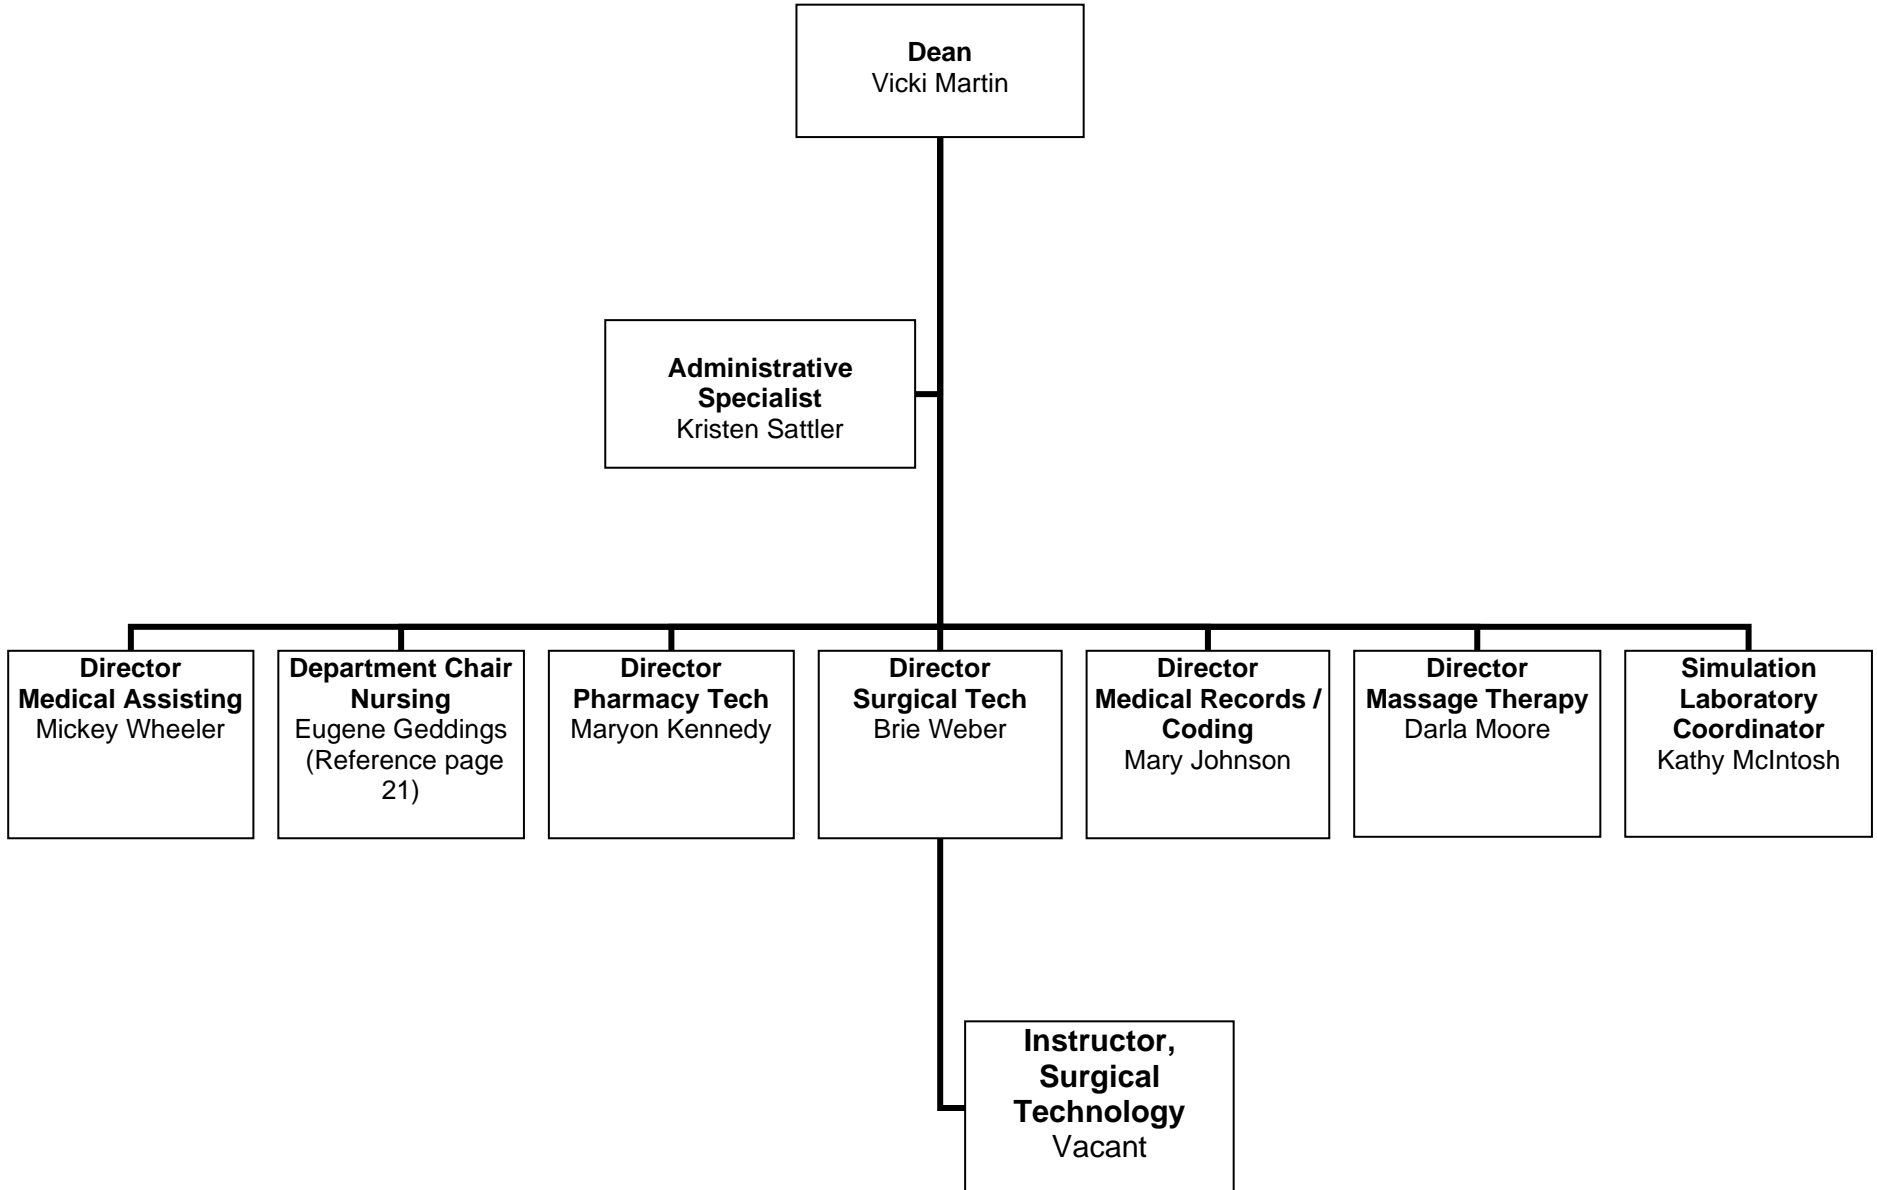 Dean
Vicki Martin
Administrative
Specialist
Kristen Sattler
Director
Medical Assisting
Mickey Wheeler
Department Chair
Nursing
Eugene Geddings
(Reference page
21)
Director
Pharmacy Tech
Maryon Kennedy
Director
Surgical Tech
Brie Weber
Director
Medical Records /
Coding
Mary Johnson
Director
Massage Therapy
Darla Moore
Simulation
Laboratory
Coordinator
Kathy McIntosh
Instructor,
Surgical
Technology
Vacant